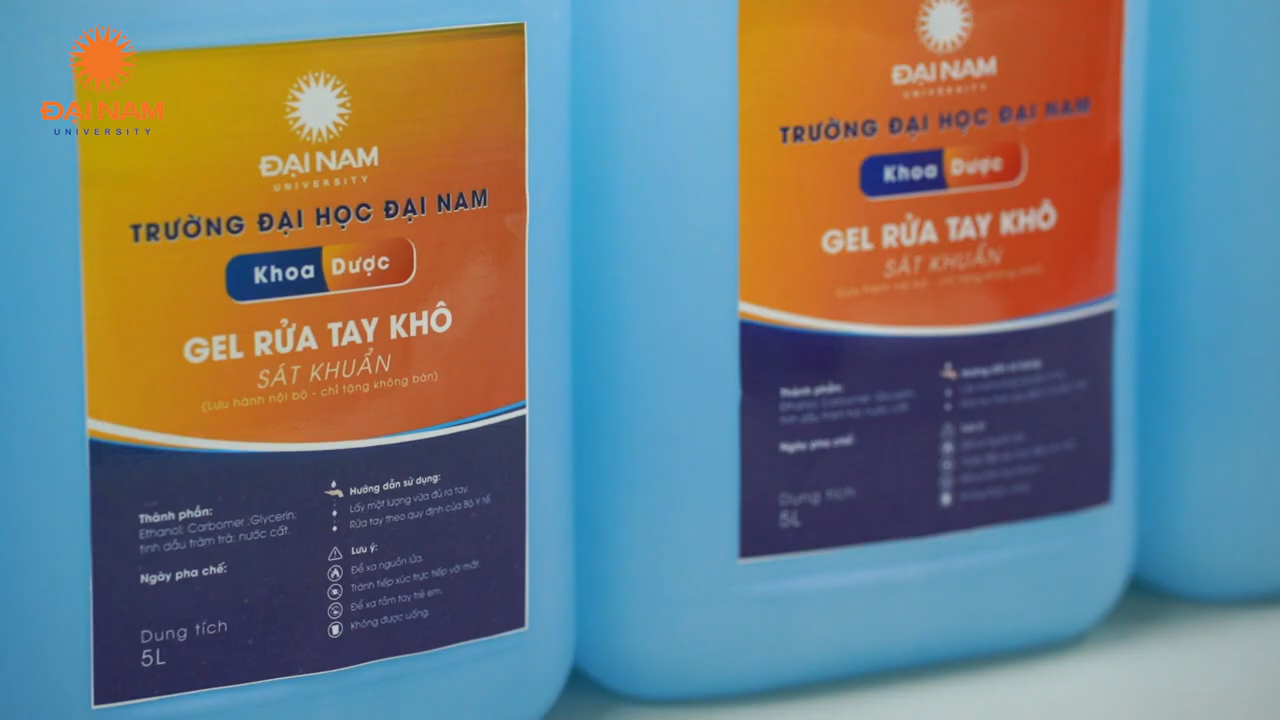 ĐẠI NAM
UNIVERSITY
ĐẠI NAM
UNIVERSITY
TRƯỜNG ĐẠI HỌC ĐẠI NAM
Khoa Dược
GEL RỬA TAY KHÔ
SÁT KHUẨN
(Lưu hành nội bộ - chỉ tặng không bán)
Thành phần:
Ethanol, Carbomer ,Glycerin,
tinh dầu tràm trà, nước cất.
Ngày pha chế:
Dung tích
5L
Hướng dẫn sử dụng:
Lấy một lượng vừa đủ ra tay.
Rửa tay theo quy định của Bộ Y tế.
Lưu ý:
Để xa nguồn lửa.
Tránh tiếp xúc trực tiếp với mắt.
Để xa tầm tay trẻ em.
Không được uống.
ĐẠI NAM
UNIVERSITY
TRƯỜNG ĐẠI HỌC ĐẠI NAM
Khoa Dược
GEL RỬA TAY KHÔ
SÁT KHUẨN
Thành phần:
Ngày pha chế:
Dung tích
5L